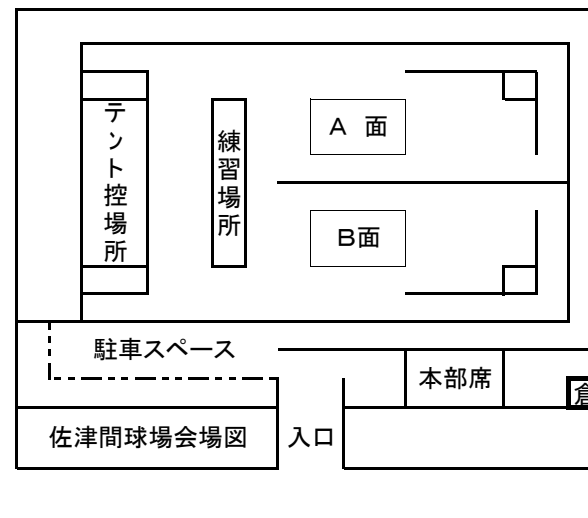 テント控場所
練習場所
A 面
B面
駐車スペース
本部席
倉
佐津間球場会場図
入口